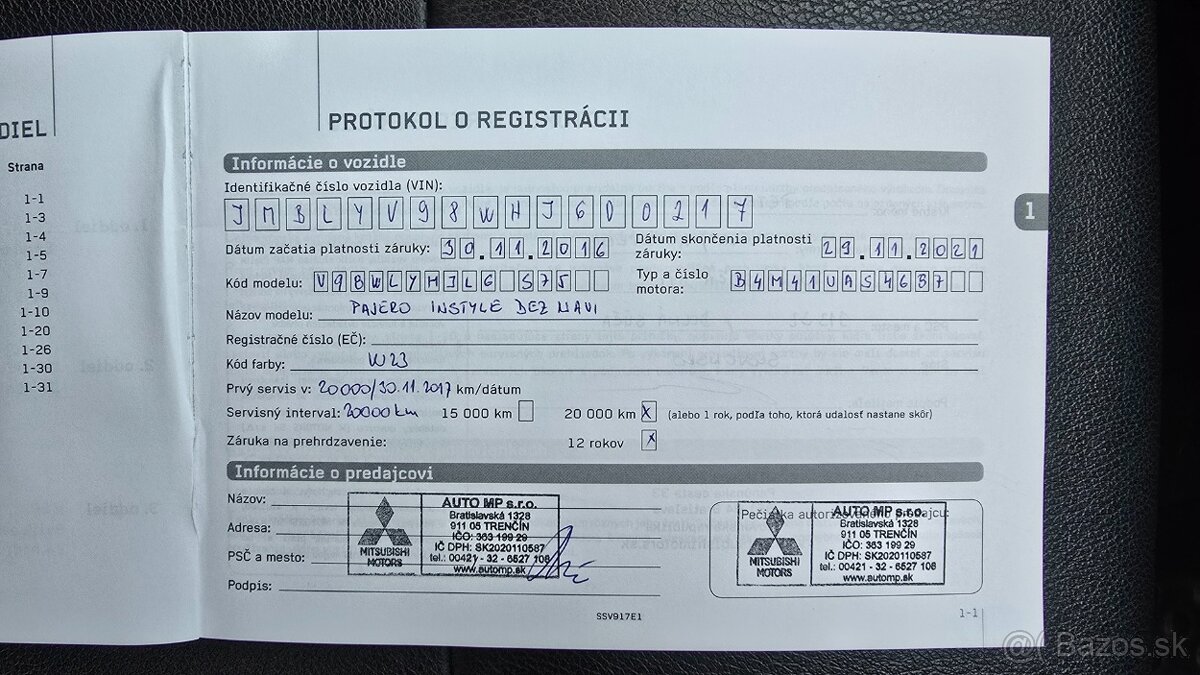 DIEL
Strana
1-1
1-3
1-4
1-5
1-7
1-9
1-10
1-20
1-26
1-30
1-31
PROTOKOL O REGISTRÁCII
Informácie o vozidle
1
Identifikačné číslo vozidla (VIN):
JMBLYV98WHJ600217
Dátum začatia platnosti záruky: 30.11.2016
Dátum skončenia platnosti záruky: 29.11.2021
Kód modelu: V98WLYHJL6 S75
Typ a číslo motora: B4M41UAS4637
Názov modelu: PAJERO INSTYLE BEZ NAVI
Registračné číslo (EČ):
Kód farby: W23
Prvý servis v: 20000/30.11.2017 km/dátum
Servisný interval: 20000km 15 000 km 20 000 km X (alebo 1 rok, podľa toho, ktorá udalosť nastane skôr)
Záruka na prehrdzavenie: 12 rokov X
Informácie o predajcovi
Názov:
Adresa:
PSČ a mesto:
Podpis:
MITSUBISHI
MOTORS
AUTO MP s.r.o.
Bratislavská 1328
911 05 TRENČÍN
IČO: 363 199 29
IČ DPH: SK2020110587
tel.: 00421 - 32 - 6527 106
www.automp.sk
Pečiatka autorizovaného predajcu:
MITSUBISHI
MOTORS
AUTO MP s.r.o.
Bratislavská 1328
911 05 TRENČÍN
IČO: 363 199 29
IČ DPH: SK2020110587
tel.: 00421 - 32 - 6527 106
www.automp.sk
SSV917E1
1-1
Bazos.sk